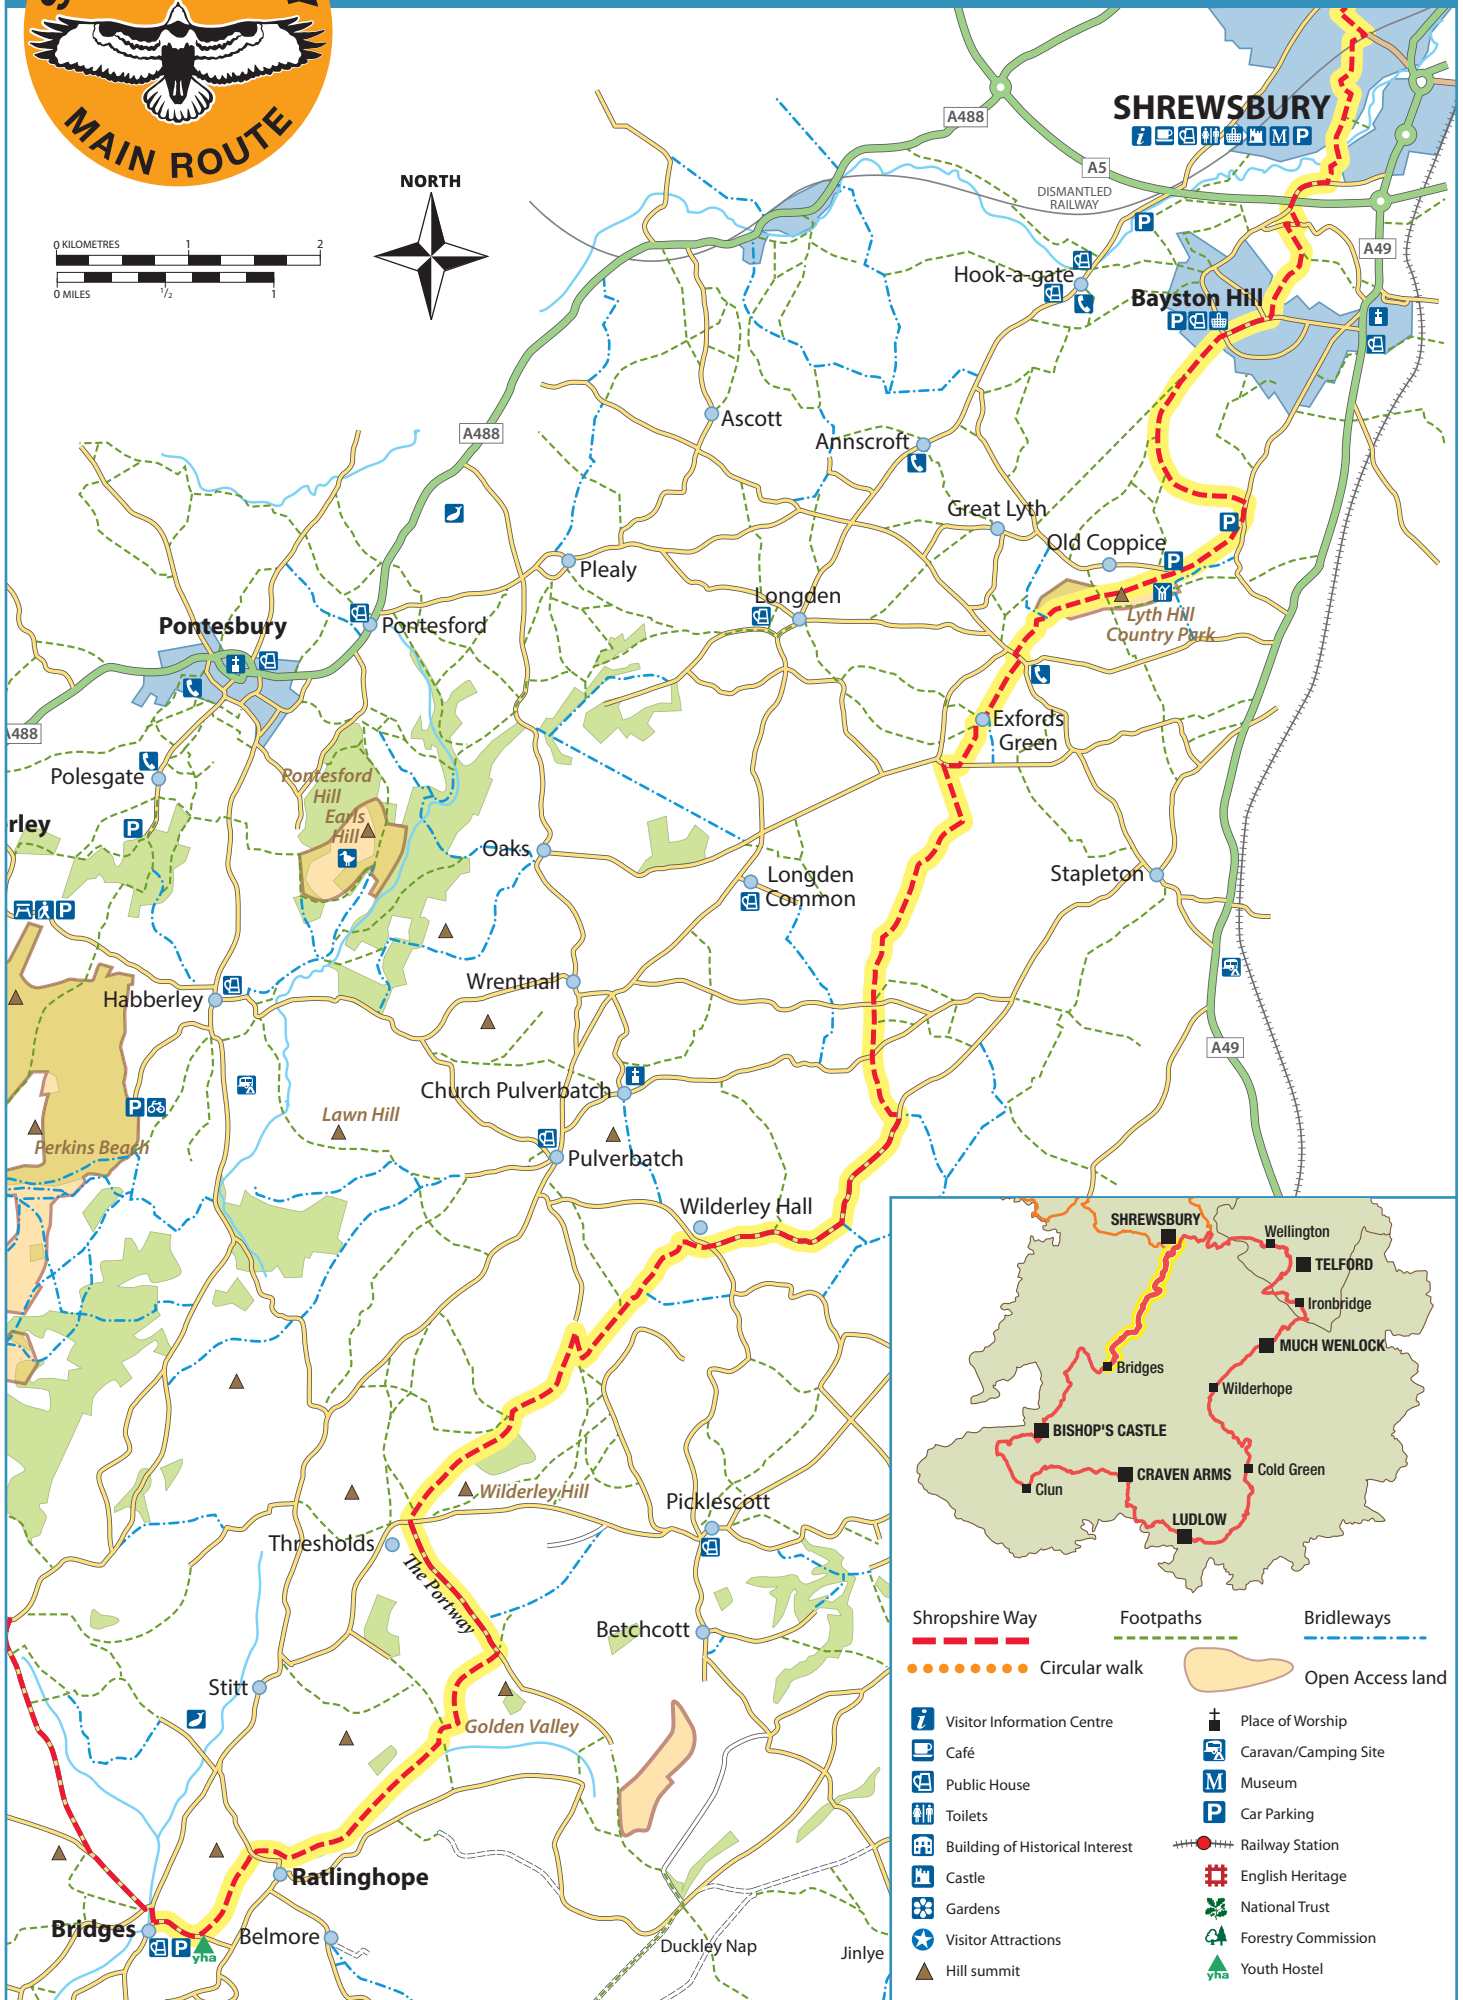 MAIN ROUTE
NORTH
0 KILOMETRES 1 2
0 MILES 1/2 1
A488
A5
SHREWSBURY
i
M P
DISMANTLED
RAILWAY
P
A49
Hook-a-gate
Bayston Hill
P
A488
Ascott
Annscroft
Great Lyth
P
Old Coppice
P
Plealy
Longden
Lyth Hill
Country Park
Pontesbury
Pontesford
A488
Exfords
Green
Polesgate
Pontesford
Hill
Earls
Hill
rley
P
Oaks
Longden
Common
Stapleton
P
Wrentnall
Habberley
A49
Church Pulverbatch
P
Lawn Hill
Perkins Beach
Pulverbatch
Wilderley Hall
Wilderley Hill
Picklescott
Thresholds
The Portway
Betchcott
Stitt
Golden Valley
Ratlinghope
Bridges
P
yha
Belmore
Duckley Nap
Jinlye
SHREWSBURY
Wellington
TELFORD
Ironbridge
MUCH WENLOCK
Bridges
Wilderhope
BISHOP'S CASTLE
CRAVEN ARMS
Cold Green
Clun
LUDLOW
Shropshire Way
Footpaths
Bridleways
Circular walk
Open Access land
i Visitor Information Centre
Café
Public House
Toilets
Building of Historical Interest
Castle
Gardens
Visitor Attractions
Hill summit
Place of Worship
Caravan/Camping Site
M Museum
P Car Parking
Railway Station
English Heritage
National Trust
Forestry Commission
yha Youth Hostel